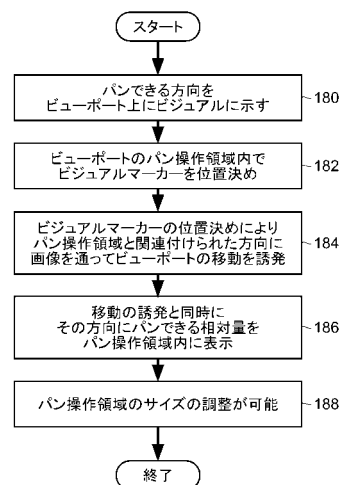 スタート
パンできる方向を
ビューポート上にビジュアルに示す
180
ビューポートのパン操作領域内で
ビジュアルマーカーを位置決め
182
ビジュアルマーカーの位置決めにより
パン操作領域と関連付けられた方向に
画像を通ってビューポートの移動を誘発
184
移動の誘発と同時に
その方向にパンできる相対量を
パン操作領域内に表示
186
パン操作領域のサイズの調整が可能
188
終了